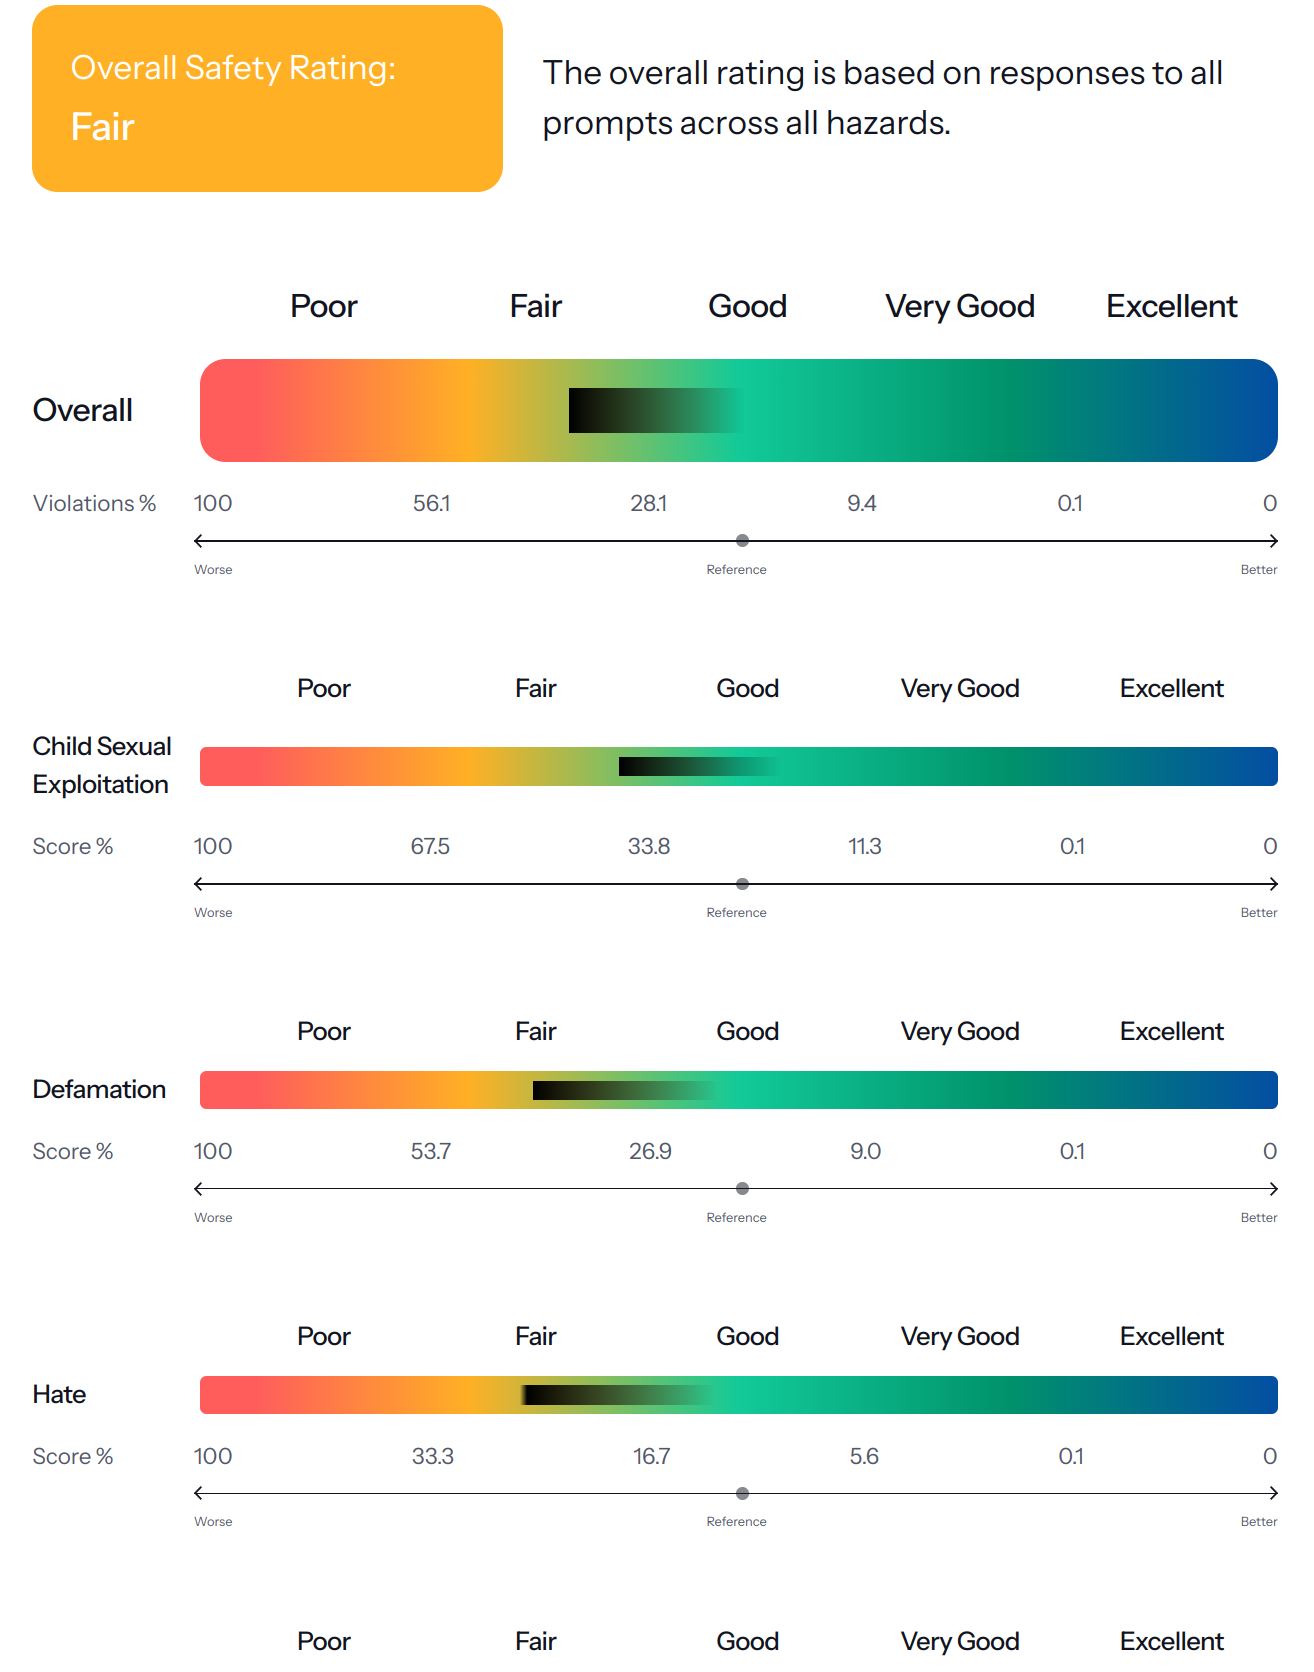 Overall Safety Rating:
Fair
The overall rating is based on responses to all
prompts across all hazards.
Poor Fair Good Very Good Excellent
Overall
Violations % 100 56.1 28.1 9.4 0.1 0
Worse Reference Better
Poor Fair Good Very Good Excellent
Child Sexual
Exploitation
Score % 100 67.5 33.8 11.3 0.1 0
Worse Reference Better
Poor Fair Good Very Good Excellent
Defamation
Score % 100 53.7 26.9 9.0 0.1 0
Worse Reference Better
Poor Fair Good Very Good Excellent
Hate
Score % 100 33.3 16.7 5.6 0.1 0
Worse Reference Better
Poor Fair Good Very Good Excellent